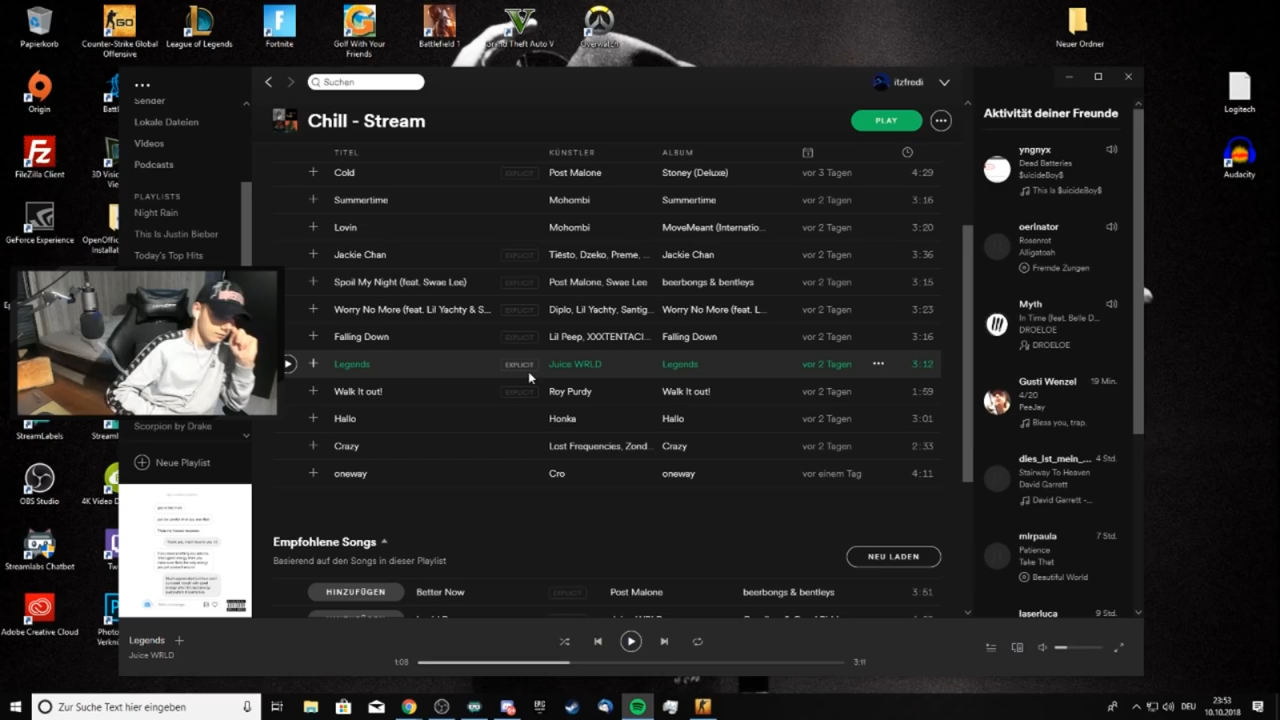 Papierkorb
Counter-Strike Global Offensive
League of Legends
Fortnite
Golf With Your Friends
Battlefield 1
Grand Theft Auto V
Overwatch
Neuer Ordner
Origin
FileZilla Client
GeForce Experience
Logitech
Audacity
StreamLabels
OBS Studio
4K Video D
Streamlabs Chatbot
Adobe Creative Cloud
Suchen
itzfredi
Sender
Lokale Dateien
Videos
Podcasts
PLAYLISTS
Night Rain
This Is Justin Bieber
Today's Top Hits
Scorpion by Drake
Neue Playlist
Chill - Stream
PLAY
TITEL KÜNSTLER ALBUM
Cold EXPLICIT Post Malone Stoney (Deluxe) vor 3 Tagen 4:29
Summertime Mohombi Summertime vor 2 Tagen 3:16
Lovin Mohombi MoveMeant (Internatio... vor 2 Tagen 3:20
Jackie Chan EXPLICIT Tiësto, Dzeko, Preme, ... Jackie Chan vor 2 Tagen 3:36
Spoil My Night (feat. Swae Lee) EXPLICIT Post Malone, Swae Lee beerbongs & bentleys vor 2 Tagen 3:15
Worry No More (feat. Lil Yachty & S... EXPLICIT Diplo, Lil Yachty, Santig... Worry No More (feat. L... vor 2 Tagen 3:23
Falling Down EXPLICIT Lil Peep, XXXTENTACI... Falling Down vor 2 Tagen 3:16
Legends EXPLICIT Juice WRLD Legends vor 2 Tagen ••• 3:12
Walk It out! EXPLICIT Roy Purdy Walk It out! vor 2 Tagen 1:59
Hallo Honka Hallo vor 2 Tagen 3:01
Crazy Lost Frequencies, Zond... Crazy vor 2 Tagen 2:33
oneway Cro oneway vor einem Tag 4:11
Empfohlene Songs
NEU LADEN
Basierend auf den Songs in dieser Playlist
HINZUFÜGEN Better Now EXPLICIT Post Malone beerbongs & bentleys 3:51
Aktivität deiner Freunde
yngnyx
Dead Batteries
$uicideBoy$
This Is $uicideBoy$
oerinator
Rosenrot
Alligatoah
Fremde Zungen
Myth
In Time (feat. Belle D...
DROELOE
DROELOE
Gusti Wenzel 19 Min.
4/20
PeeJay
Bless you, trap.
dies_ist_mein_... 4 Std.
Stairway To Heaven
David Garrett
David Garrett -...
mirpaula 7 Std.
Patience
Take That
Beautiful World
laserluca 9 Std.
Legends
Juice WRLD
1:08 3:11
Zur Suche Text hier eingeben
DEU
23:53
10.10.2018